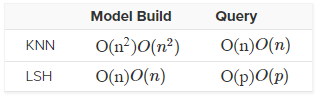 Model Build Query
KNN O(n²)O(n²) O(n)O(n)
LSH O(n)O(n) O(p)O(p)